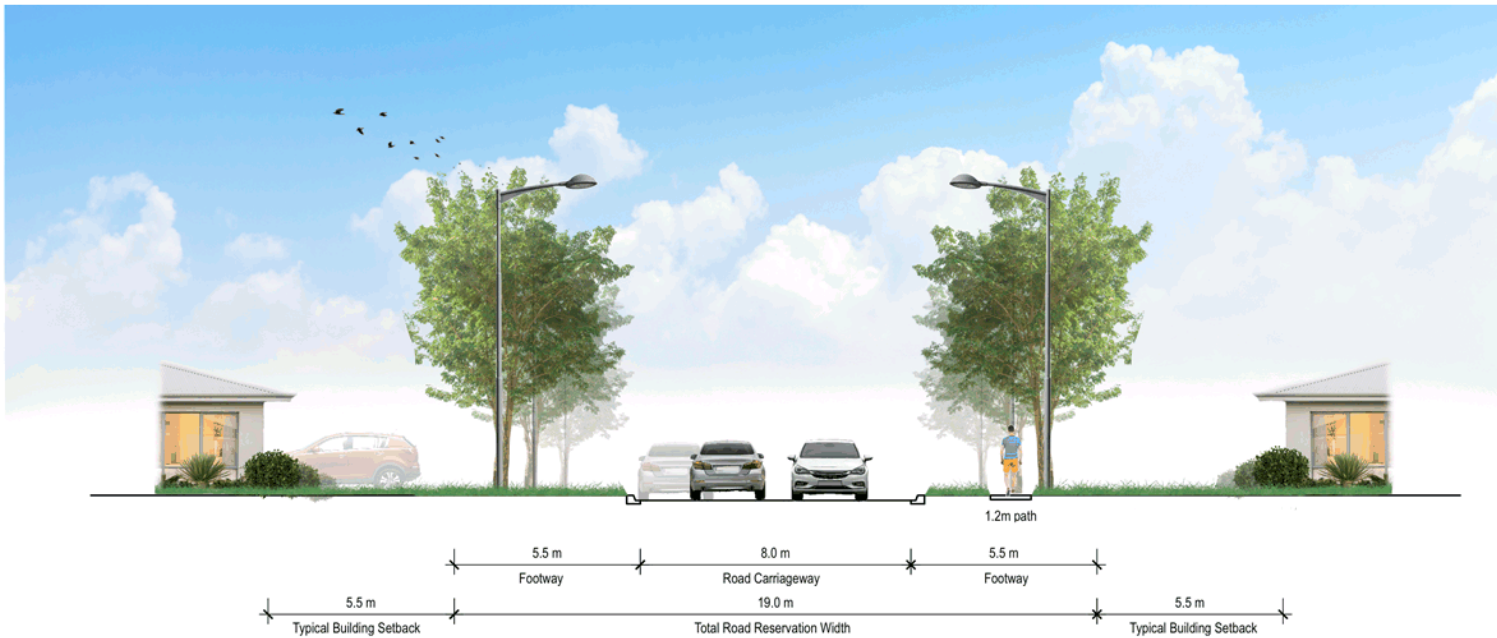 1.2m path
5.5 m
8.0 m
5.5 m
Footway
Road Carriageway
Footway
5.5 m
19.0 m
5.5 m
Typical Building Setback
Total Road Reservation Width
Typical Building Setback